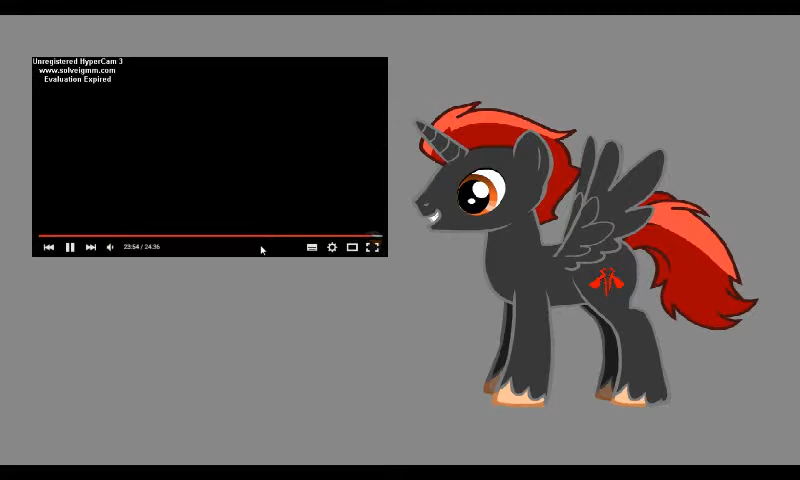 Unregistered HyperCam 3
www.solveigmm.com
Evaluation Expired
23:54 / 24:36